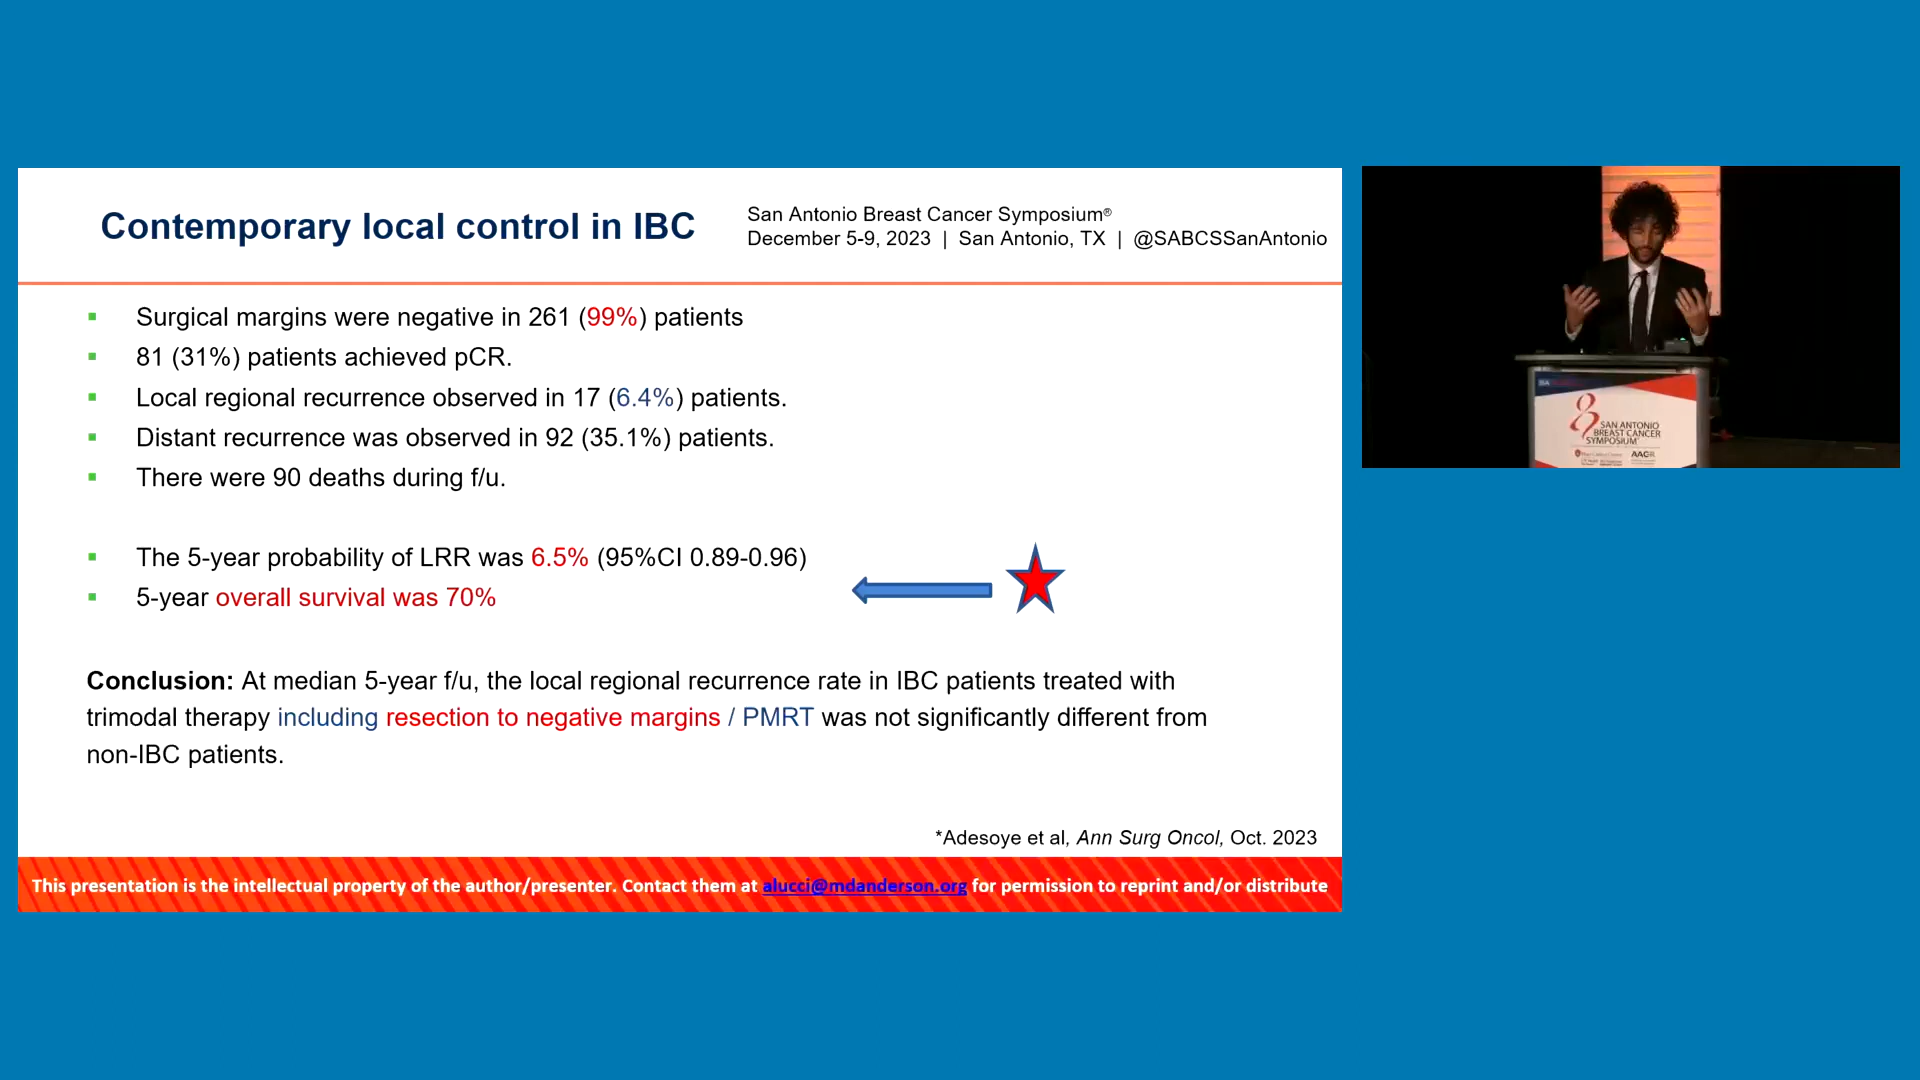 Contemporary local control in IBC
San Antonio Breast Cancer Symposium®
December 5-9, 2023 | San Antonio, TX | @SABCSSanAntonio
Surgical margins were negative in 261 (99%) patients
81 (31%) patients achieved pCR.
Local regional recurrence observed in 17 (6.4%) patients.
Distant recurrence was observed in 92 (35.1%) patients.
There were 90 deaths during f/u.
The 5-year probability of LRR was 6.5% (95%CI 0.89-0.96)
5-year overall survival was 70%
Conclusion: At median 5-year f/u, the local regional recurrence rate in IBC patients treated with
trimodal therapy including resection to negative margins / PMRT was not significantly different from
non-IBC patients.
*Adesoye et al, Ann Surg Oncol, Oct. 2023
This presentation is the intellectual property of the author/presenter. Contact them at alucci@mdanderson.org for permission to reprint and/or distribute
SAN ANTONIO
BREAST CANCER
SYMPOSIUM
AACR